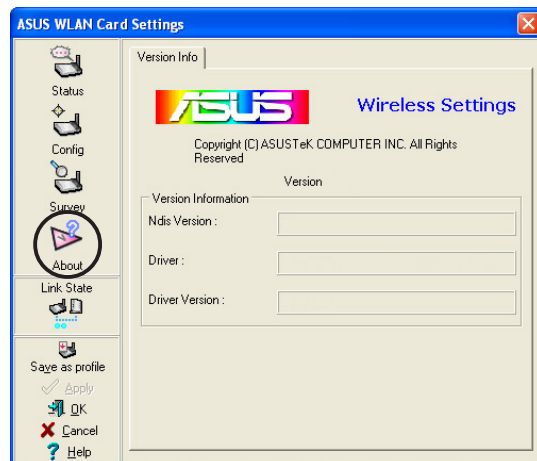 ASUS WLAN Card Settings
Status
Config
Survey
About
Link State
Save as profile
Apply
OK
Cancel
Help
Version Info
ASUS
Wireless Settings
Copyright (C) ASUSTeK COMPUTER INC. All Rights
Reserved
Version
Version Information
Ndis Version :
Driver :
Driver Version :